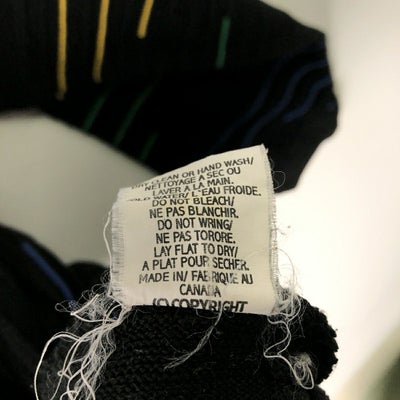 DRY CLEAN OR HAND WASH/
NETTOYAGE A SEC OU
LAVER A LA MAIN.
COLD WATER/ L'EAU FROIDE.
DO NOT BLEACH/
NE PAS BLANCHIR.
DO NOT WRING/
NE PAS TORORE.
LAY FLAT TO DRY/
A PLAT POUR SECHER.
MADE IN/ FABRIQUE AU
CANADA
(C) COPYRIGHT